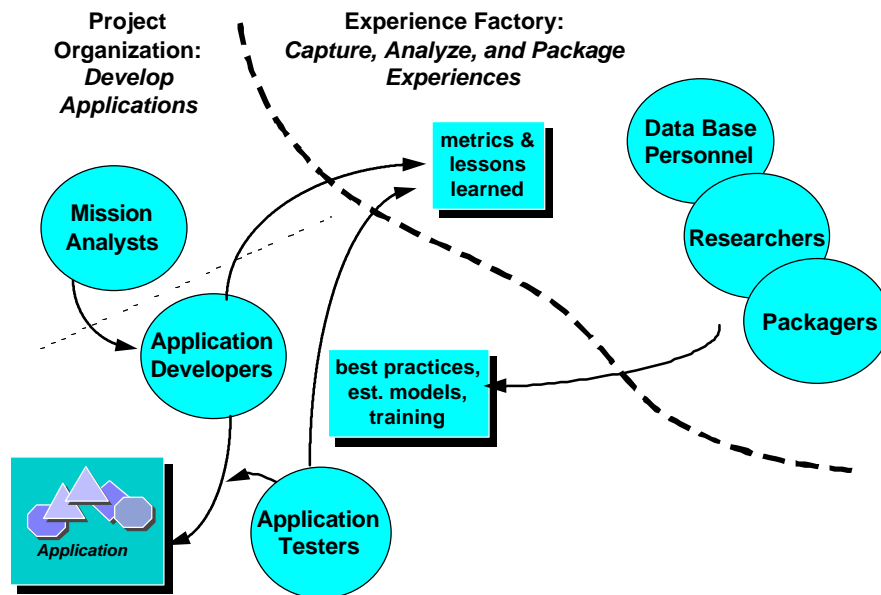 Project
Organization:
Develop
Applications
Experience Factory:
Capture, Analyze, and Package
Experiences
metrics &
lessons
learned
Data Base
Personnel
Mission
Analysts
Researchers
Packagers
Application
Developers
best practices,
est. models,
training
Application
Application
Testers